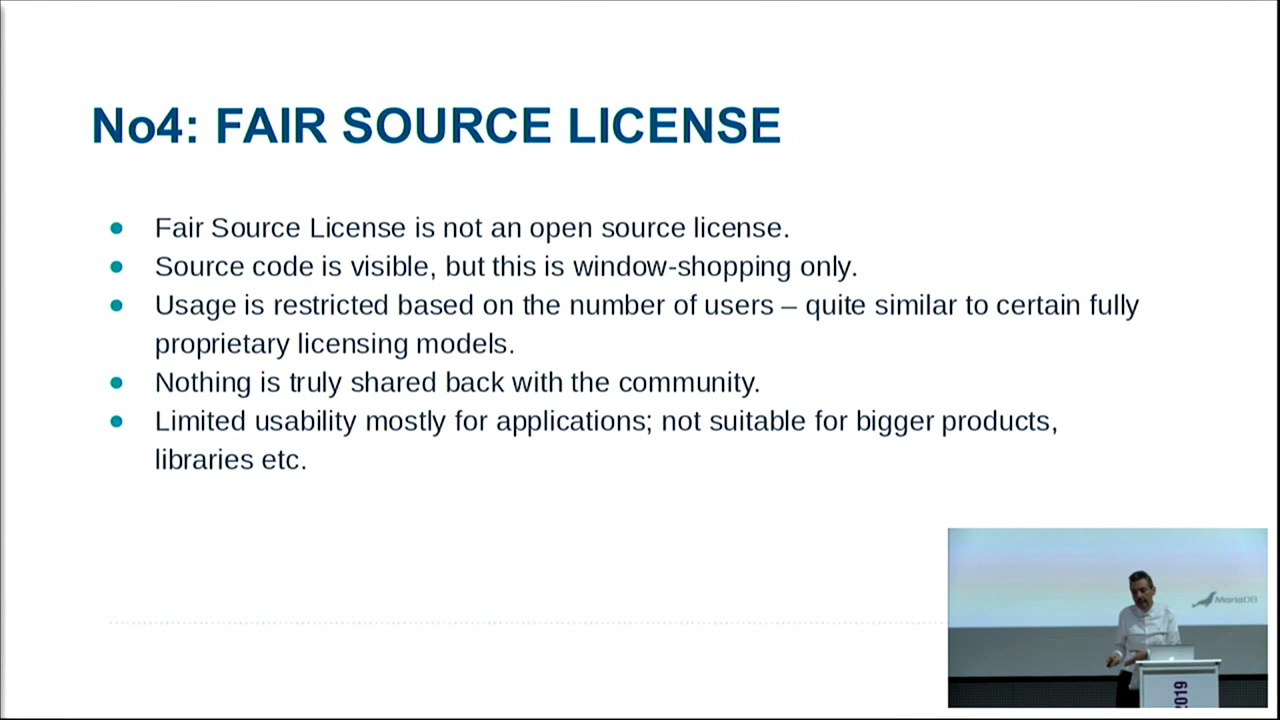 No4: FAIR SOURCE LICENSE
● Fair Source License is not an open source license.
● Source code is visible, but this is window-shopping only.
● Usage is restricted based on the number of users – quite similar to certain fully
proprietary licensing models.
● Nothing is truly shared back with the community.
● Limited usability mostly for applications; not suitable for bigger products,
libraries etc.
MariaDB
2019